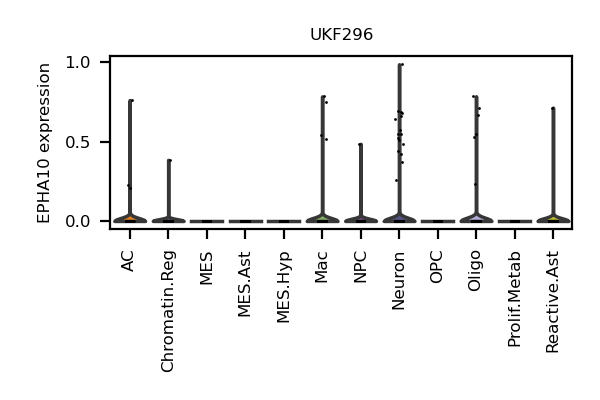 UKF296
EPHA10 expression
1.0
0.5
0.0
AC
Chromatin.Reg
MES
MES.Ast
MES.Hyp
Mac
NPC
Neuron
OPC
Oligo
Prolif.Metab
Reactive.Ast